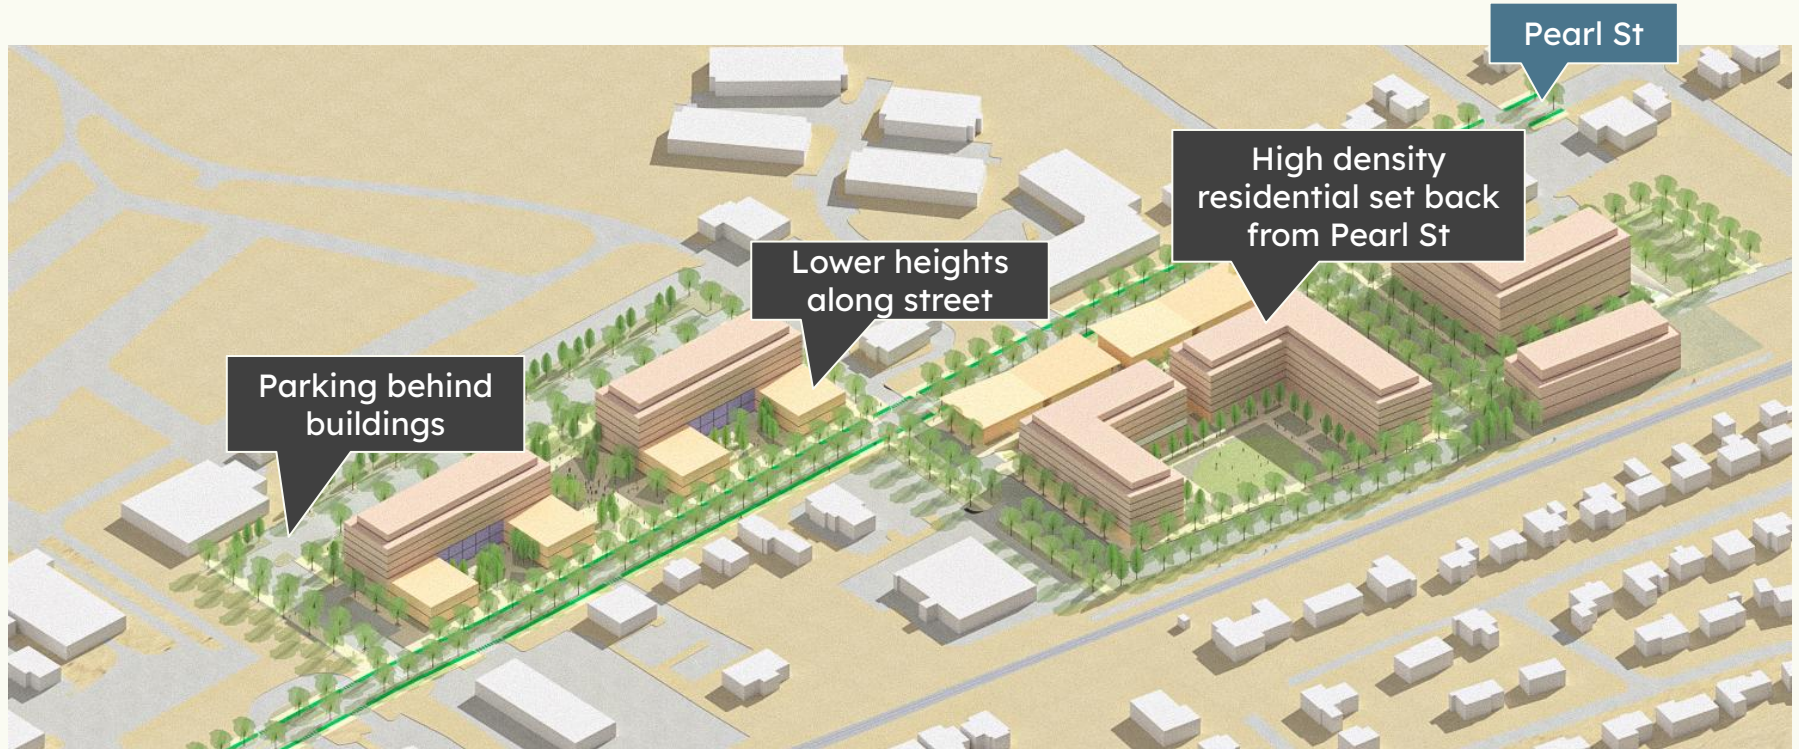 Pearl St
High density
residential set back
from Pearl St
Lower heights
along street
Parking behind
buildings